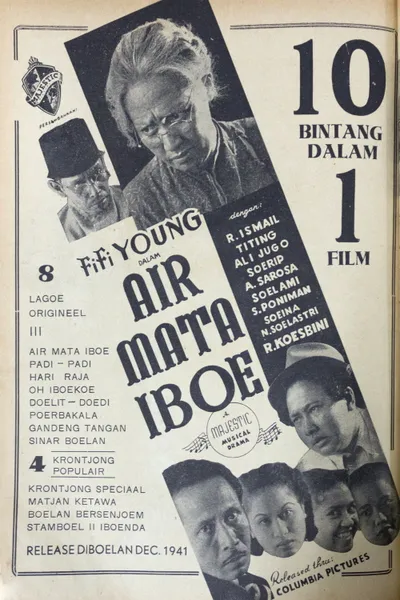 MAJESTIC
PERSEMBAHAN:
10
BINTANG
DALAM
1
FILM
FiFi YOUNG
DALAM
AIR
MATA
IBOE
dengan:
R. ISMAIL
TITING
ALI JUGO
SOERIP
A. SAROSA
SOELAMI
S. PONIMAN
SOEINA
N. SOELASTRI
R. KOESBINI
8
LAGOE
ORIGINEEL
III
AIR MATA IBOE
PADI - PADI
HARI RAJA
OH IBOEKOE
DOELIT - DOEDI
POERBAKALA
GANDENG TANGAN
SINAR BOELAN
4 KRONTJONG
POPULAIR
KRONTJONG SPECIAAL
MATJAN KETAWA
BOELAN BERSENJOEM
STAMBOEL II IBOENDA
RELEASE DIBOELAN DEC. 1941
A
MAJESTIC
MUSICAL
DRAMA
Released thru:
COLUMBIA PICTURES